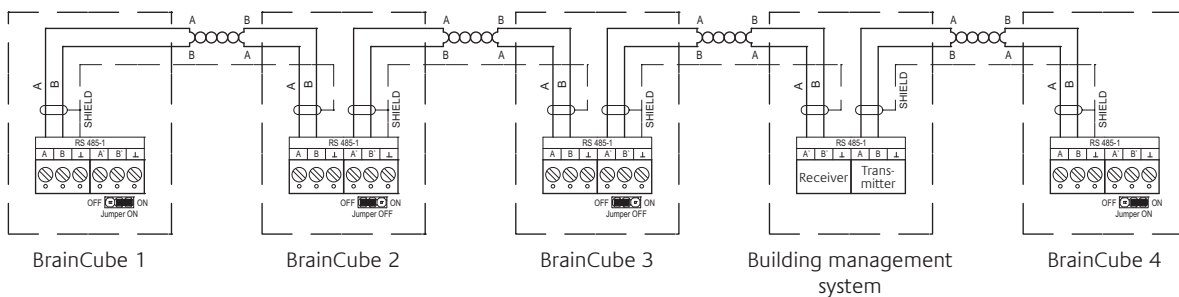 A B A B A B A B
B A B A B A B A
A B SHIELD SHIELD SHIELD A B SHIELD A B SHIELD
RS 485-1 RS 485-1 RS 485-1 RS 485-1 RS 485-1
A B ⊥ A' B' ⊥ A B ⊥ A' B' ⊥ A B ⊥ A' B' ⊥ A' B' ⊥ A B ⊥ A B ⊥ A' B' ⊥
Receiver Trans-
mitter
OFF ON OFF ON OFF ON OFF ON
Jumper ON Jumper OFF Jumper OFF Jumper ON
BrainCube 1 BrainCube 2 BrainCube 3 Building management BrainCube 4
system